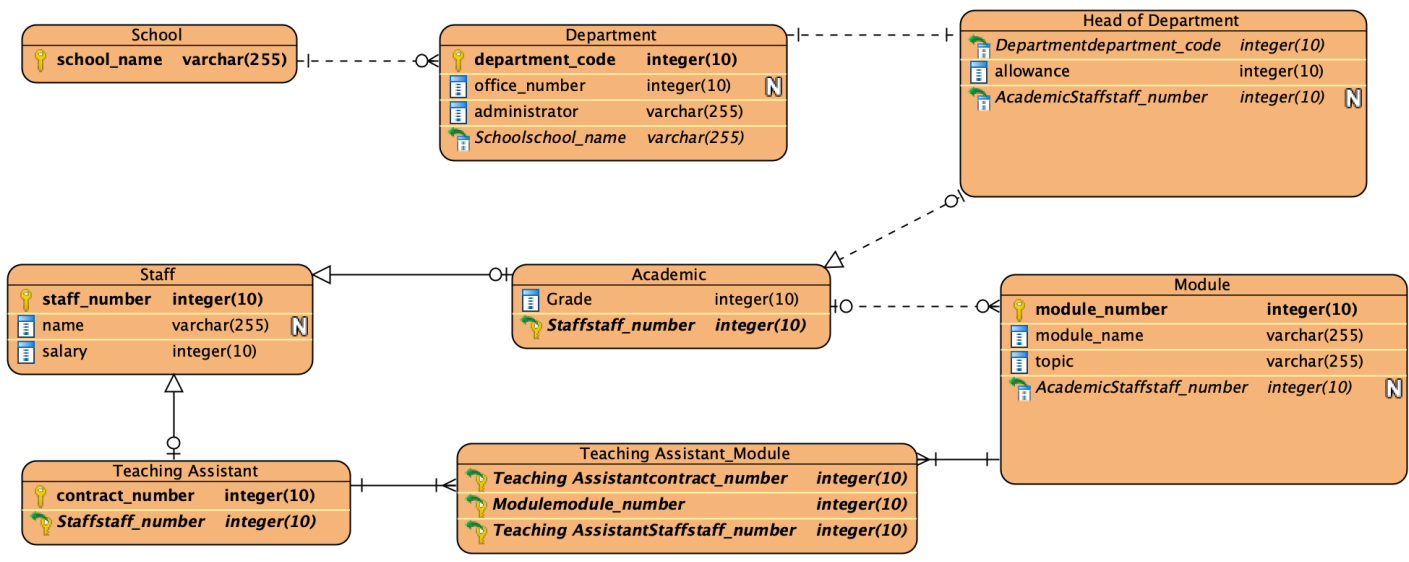 School
school_name varchar(255)
Department
department_code integer(10)
office_number integer(10) N
administrator varchar(255)
Schoolschool_name varchar(255)
Head of Department
Departmentdepartment_code integer(10)
allowance integer(10)
AcademicStaffstaff_number integer(10) N
Staff
staff_number integer(10)
name varchar(255) N
salary integer(10)
Academic
Grade integer(10)
Staffstaff_number integer(10)
Module
module_number integer(10)
module_name varchar(255)
topic varchar(255)
AcademicStaffstaff_number integer(10) N
Teaching Assistant
contract_number integer(10)
Staffstaff_number integer(10)
Teaching Assistant_Module
Teaching Assistantcontract_number integer(10)
Modulemodule_number integer(10)
Teaching AssistantStaffstaff_number integer(10)